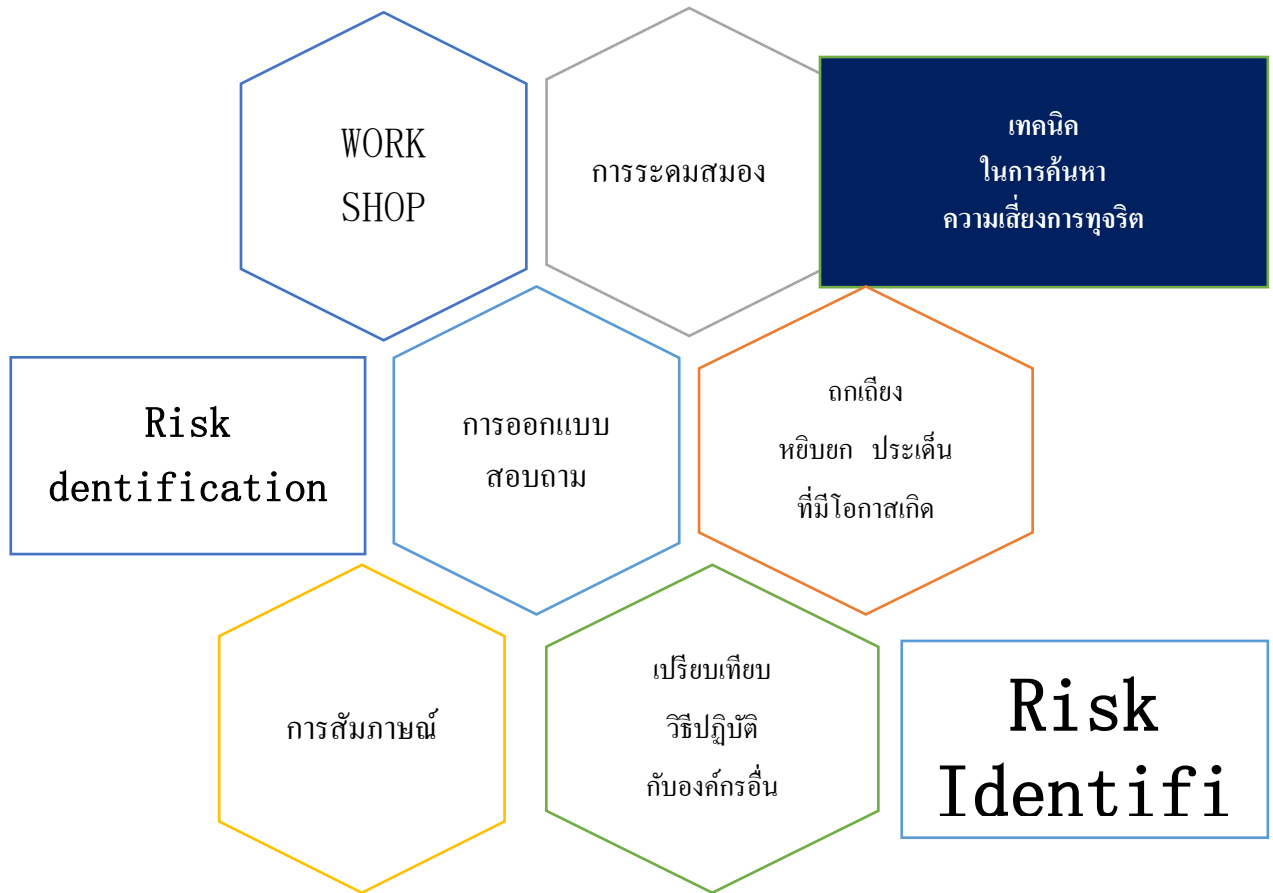 WORK
SHOP
การระดมสมอง
เทคนิค
ในการค้นหา
ความเสี่ยงการทุจริต
Risk
dentification
การออกแบบ
สอบถาม
ถกเถียง
หยิบยก ประเด็น
ที่มีโอกาสเกิด
การสัมภาษณ์
เปรียบเทียบ
วิธีปฏิบัติ
กับองค์กรอื่น
Risk
Identifi